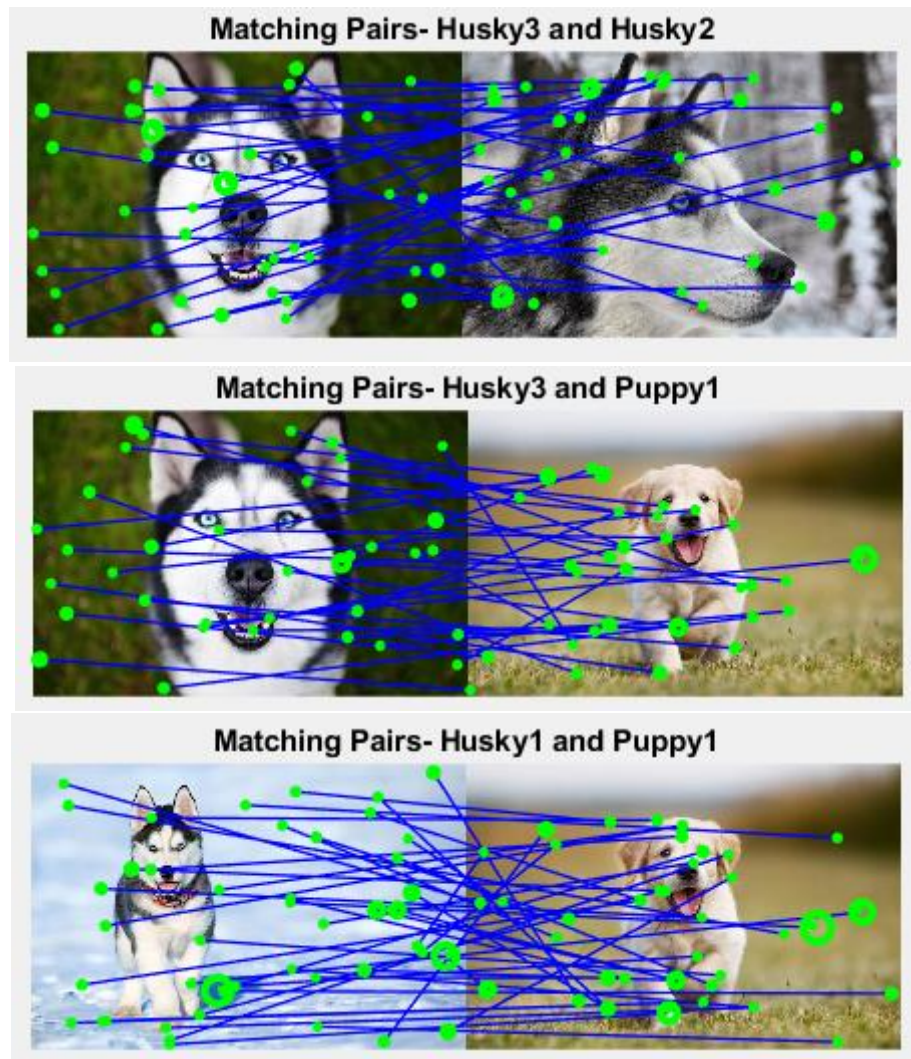 Matching Pairs- Husky3 and Husky2
Matching Pairs- Husky3 and Puppy1
Matching Pairs- Husky1 and Puppy1